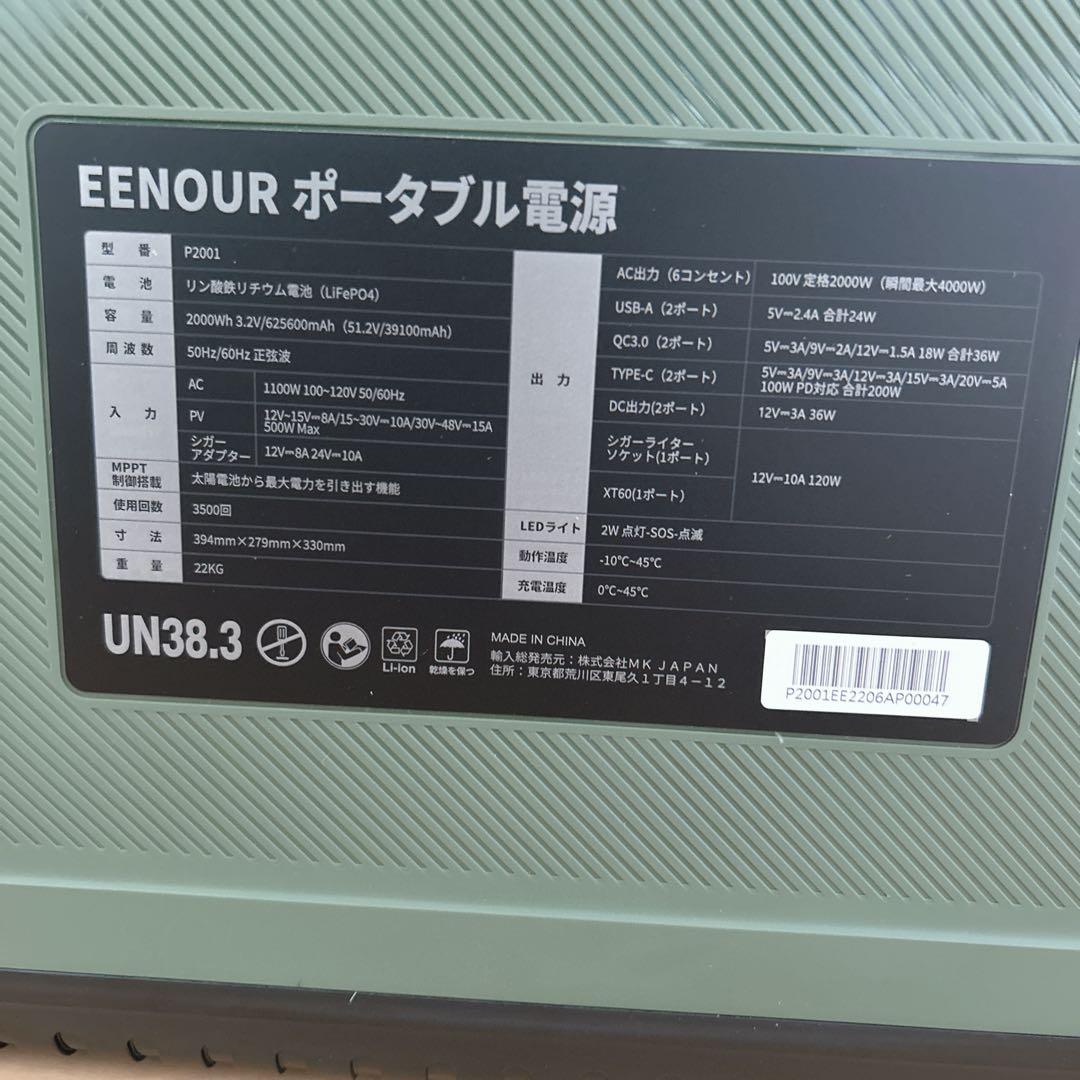 EENOUR ポータブル電源
型番 P2001
電池 リン酸鉄リチウム電池（LiFePO4）
容量 2000Wh 3.2V/625600mAh（51.2V/39100mAh）
周波数 50Hz/60Hz 正弦波
入力
AC 1100W 100~120V 50/60Hz
PV 12V~15V⎓8A/15~30V⎓10A/30V~48V⎓15A
500W Max
シガー
アダプター 12V⎓8A 24V⎓10A
MPPT
制御搭載 太陽電池から最大電力を引き出す機能
使用回数 3500回
寸法 394mm×279mm×330mm
重量 22KG
出力
AC出力（6コンセント） 100V 定格2000W（瞬間最大4000W）
USB-A（2ポート） 5V⎓2.4A 合計24W
QC3.0（2ポート） 5V⎓3A/9V⎓2A/12V⎓1.5A 18W 合計36W
TYPE-C（2ポート） 5V⎓3A/9V⎓3A/12V⎓3A/15V⎓3A/20V⎓5A
100W PD対応 合計200W
DC出力(2ポート） 12V⎓3A 36W
シガーライター
ソケット(1ポート） 12V⎓10A 120W
XT60(1ポート）
LEDライト 2W 点灯-SOS-点滅
動作温度 -10℃~45℃
充電温度 0℃~45℃
UN38.3
Li-ion
乾燥を保つ
MADE IN CHINA
輸入総発売元：株式会社MK JAPAN
住所：東京都荒川区東尾久1丁目4－12
P2001EE2206AP00047